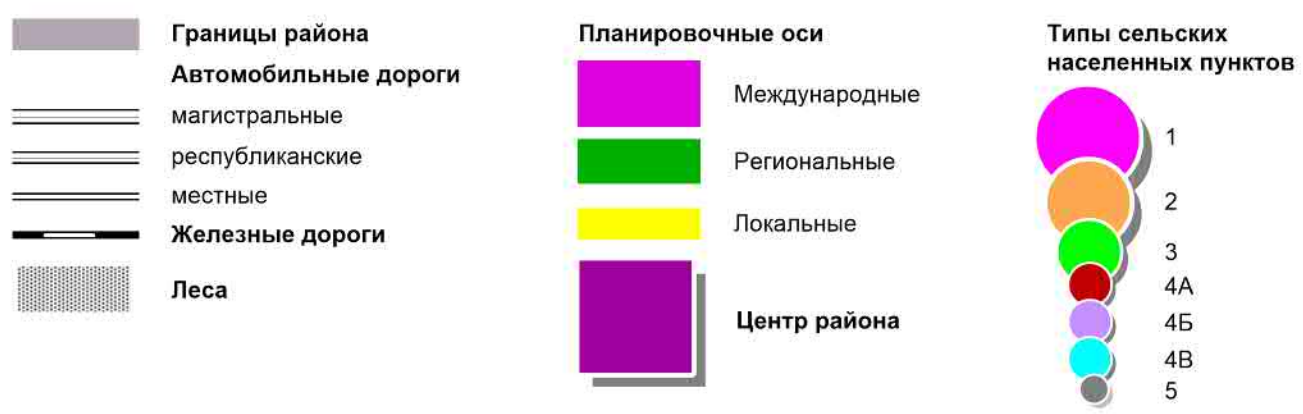 Границы района
Автомобильные дороги
магистральные
республиканские
местные
Железные дороги
Леса
Планировочные оси
Международные
Региональные
Локальные
Центр района
Типы сельских
населенных пунктов
1
2
3
4А
4Б
4В
5